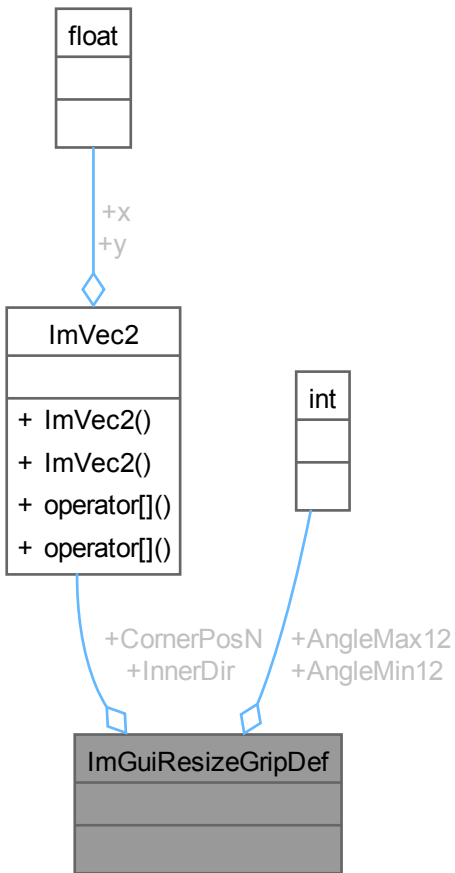 float
+x
+y
ImVec2
+ ImVec2()
+ ImVec2()
+ operator[]()
+ operator[]()
int
+CornerPosN
+InnerDir
+AngleMax12
+AngleMin12
ImGuiResizeGripDef